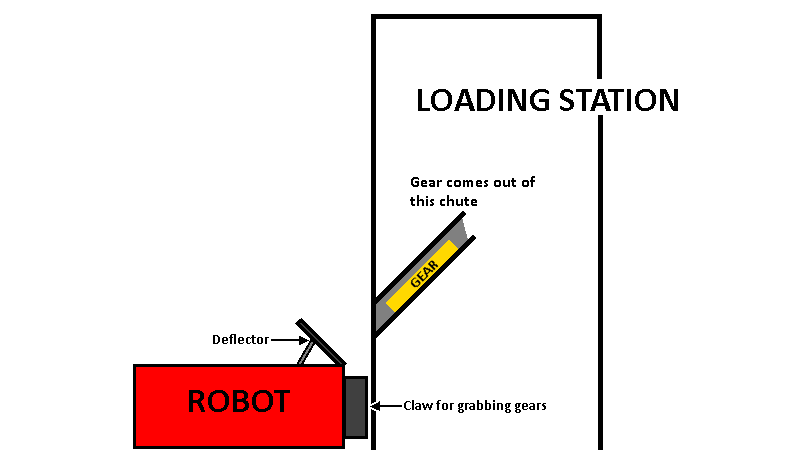 LOADING STATION
Gear comes out of
this chute
GEAR
Deflector
ROBOT
Claw for grabbing gears